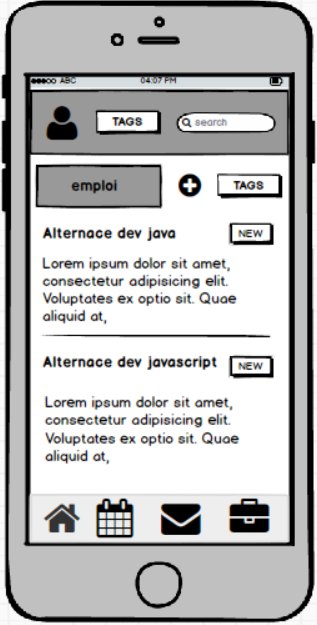 ABC 04:07 PM
TAGS search
emploi TAGS
Alternace dev java NEW
Lorem ipsum dolor sit amet,
consectetur adipisicing elit.
Voluptates ex optio sit. Quae
aliquid at,
Alternace dev javascript NEW
Lorem ipsum dolor sit amet,
consectetur adipisicing elit.
Voluptates ex optio sit. Quae
aliquid at,